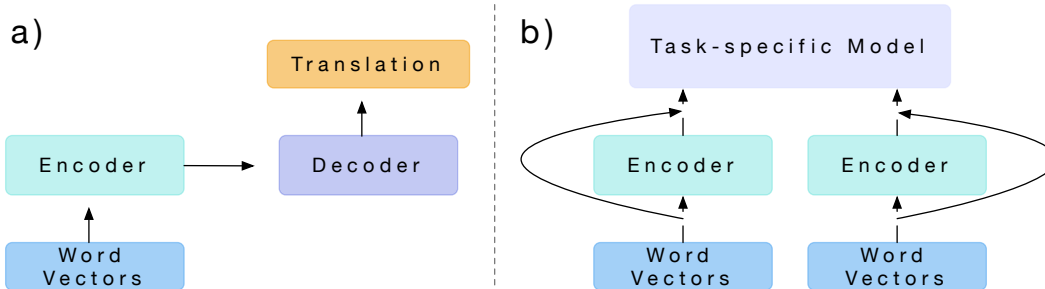 a)
Translation
Encoder
Decoder
Word
Vectors
b)
Task-specific Model
Encoder
Encoder
Word
Vectors
Word
Vectors